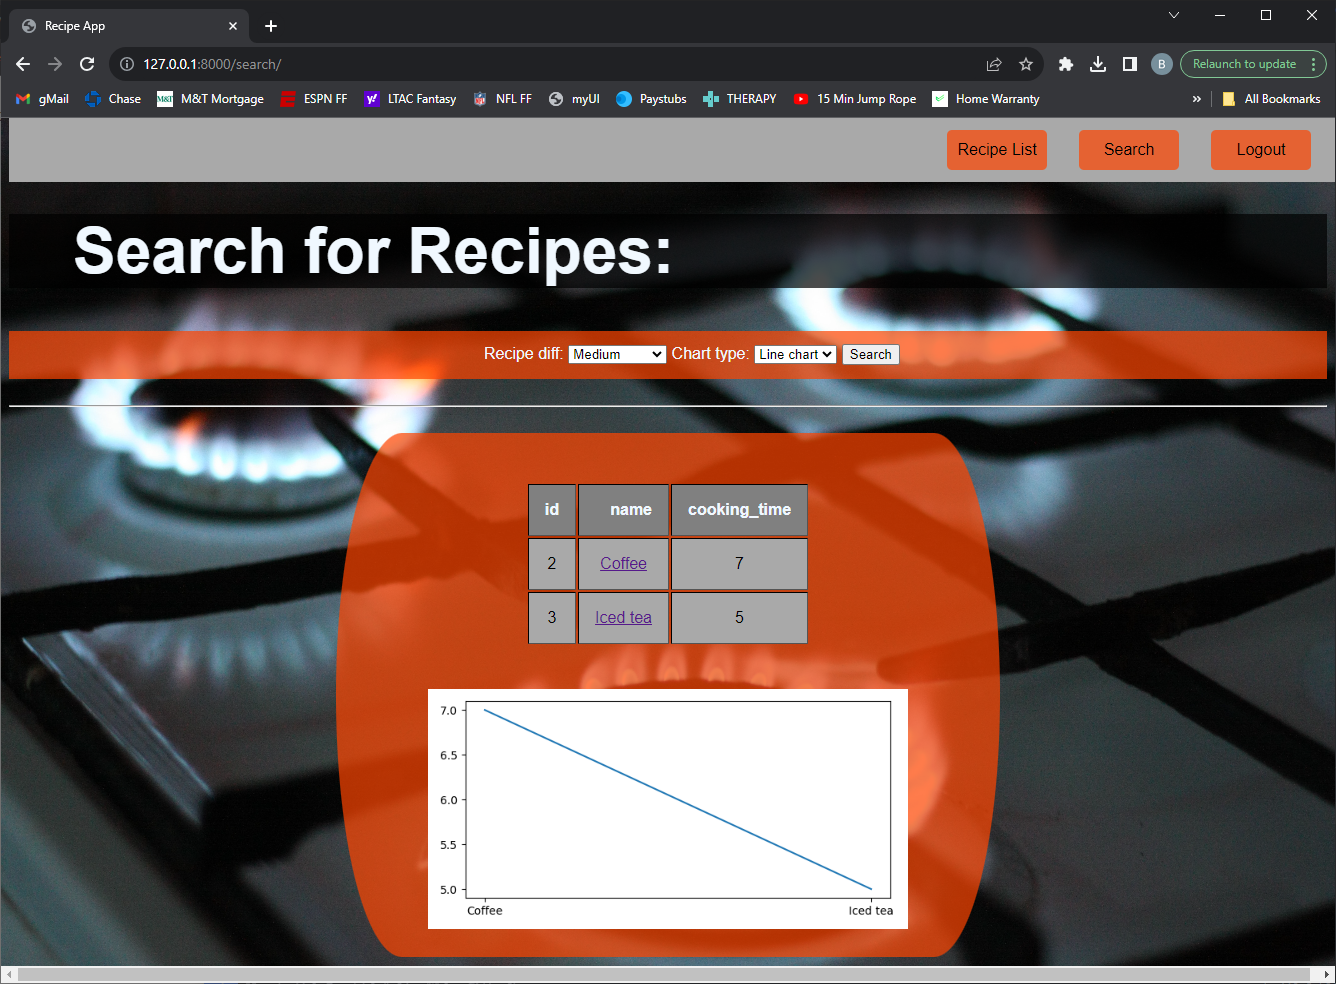 Recipe App
127.0.0.1:8000/search/
B
Relaunch to update
gMail
Chase
M&T
M&T Mortgage
ESPN FF
LTAC Fantasy
NFL FF
myUI
Paystubs
THERAPY
15 Min Jump Rope
Home Warranty
»
All Bookmarks
Recipe List
Search
Logout
Search for Recipes:
Recipe diff: Medium Chart type: Line chart Search
id name cooking_time
2 Coffee 7
3 Iced tea 5
7.0
6.5
6.0
5.5
5.0
Coffee Iced tea